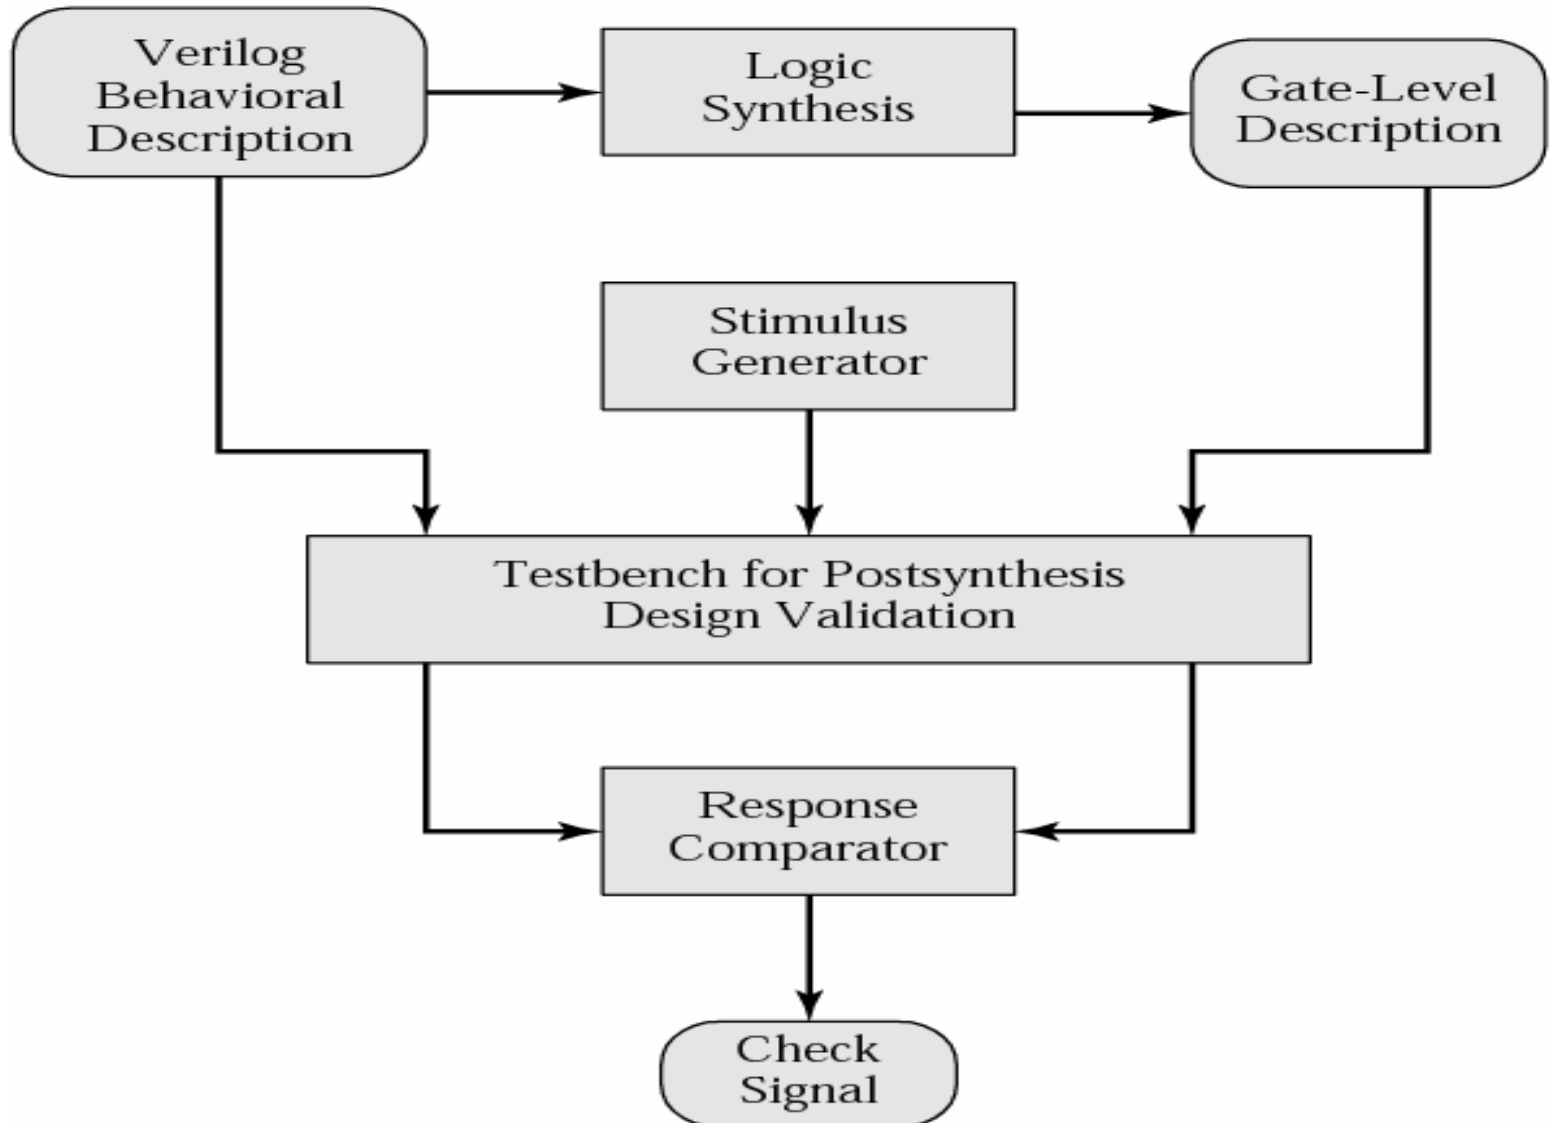 Verilog
Behavioral
Description
Logic
Synthesis
Gate-Level
Description
Stimulus
Generator
Testbench for Postsynthesis
Design Validation
Response
Comparator
Check
Signal